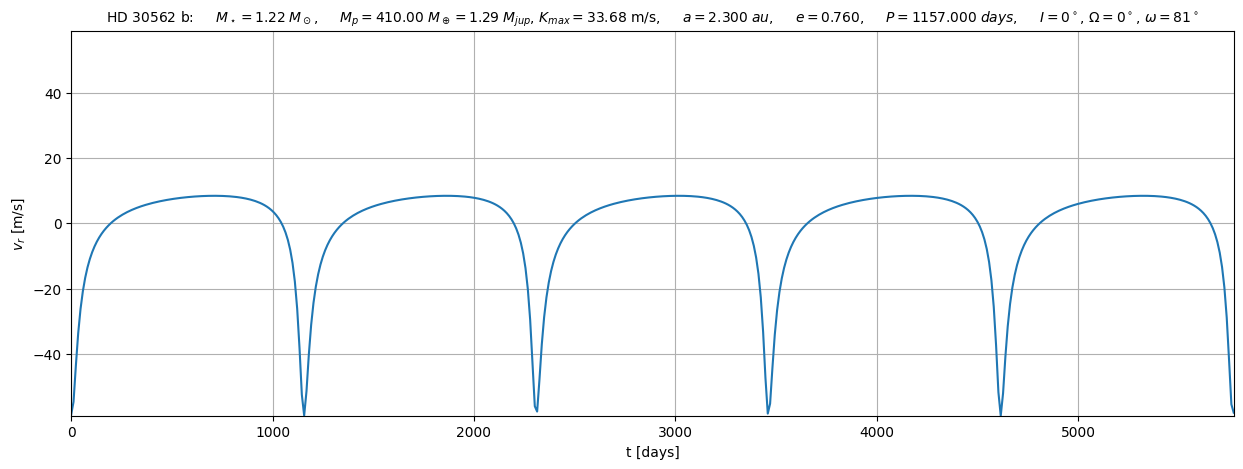 HD 30562 b: M⋆ = 1.22 M⊙, Mp = 410.00 M⊕ = 1.29 Mjup, Kmax = 33.68 m/s, a = 2.300 au, e = 0.760, P = 1157.000 days, I = 0°, Ω = 0°, ω = 81°
40
20
0
−20
−40
vr [m/s]
0 1000 2000 3000 4000 5000
t [days]